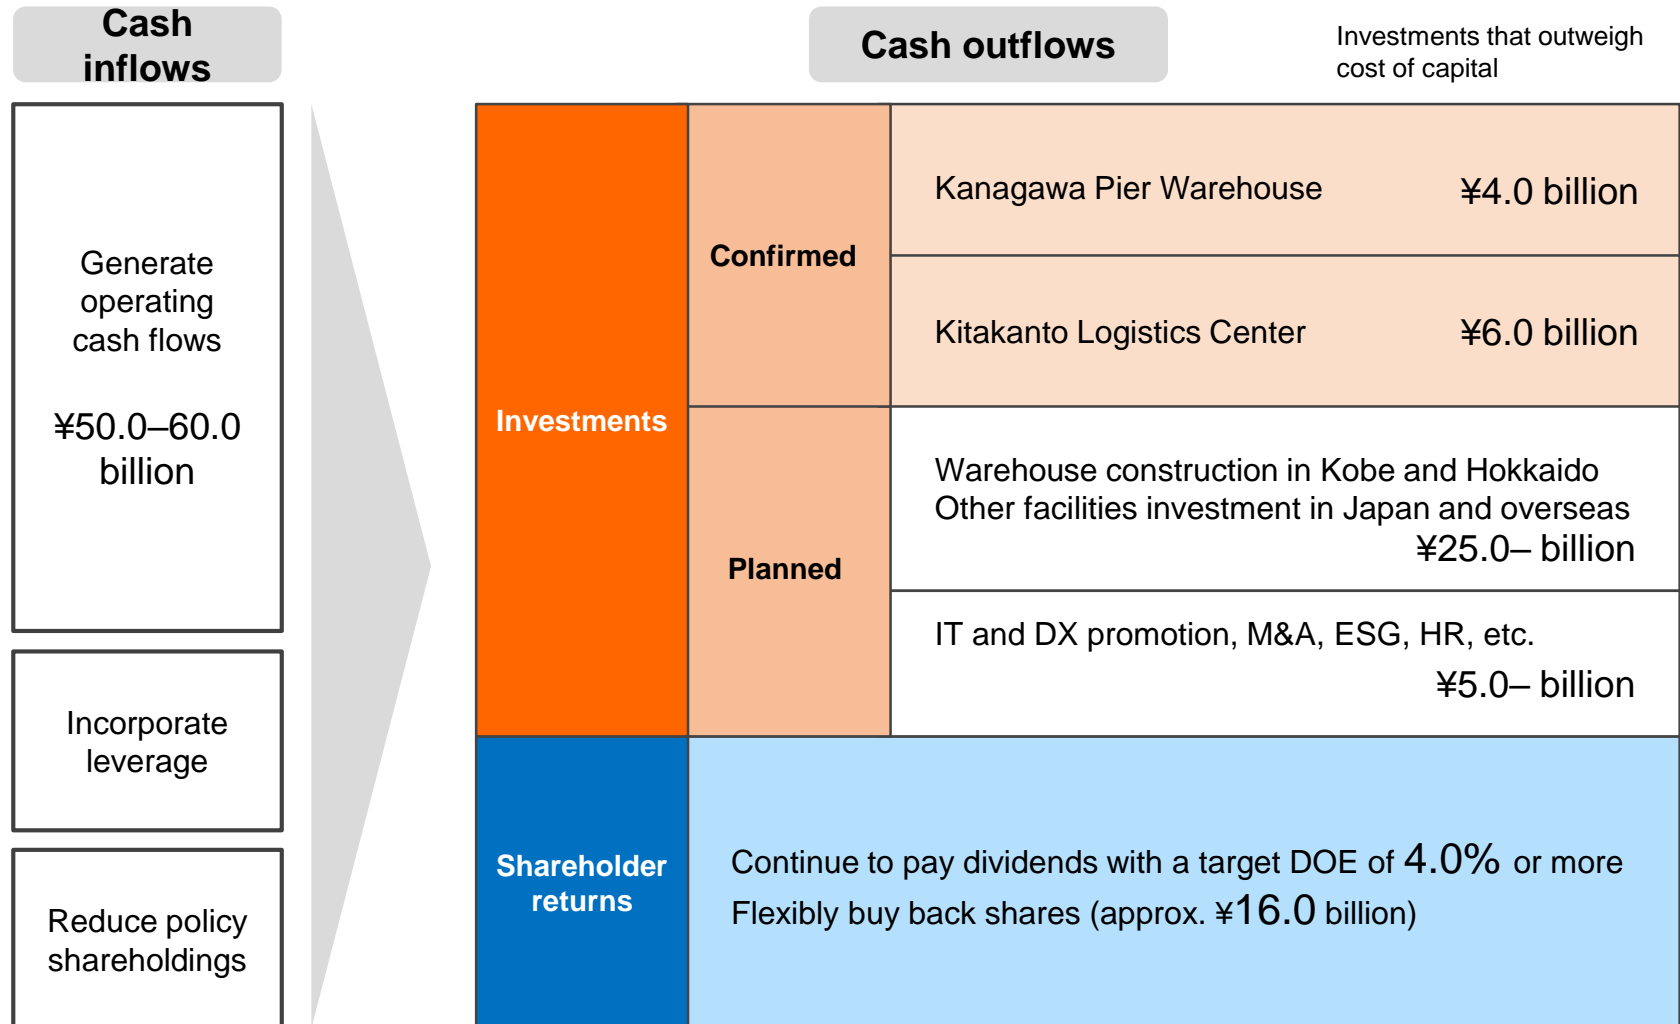 Cash
inflows
Cash outflows
Investments that outweigh
cost of capital
Generate
operating
cash flows
¥50.0–60.0
billion
Incorporate
leverage
Reduce policy
shareholdings
Investments
Confirmed
Kanagawa Pier Warehouse ¥4.0 billion
Kitakanto Logistics Center ¥6.0 billion
Planned
Warehouse construction in Kobe and Hokkaido
Other facilities investment in Japan and overseas
¥25.0– billion
IT and DX promotion, M&A, ESG, HR, etc.
¥5.0– billion
Shareholder
returns
Continue to pay dividends with a target DOE of 4.0% or more
Flexibly buy back shares (approx. ¥16.0 billion)